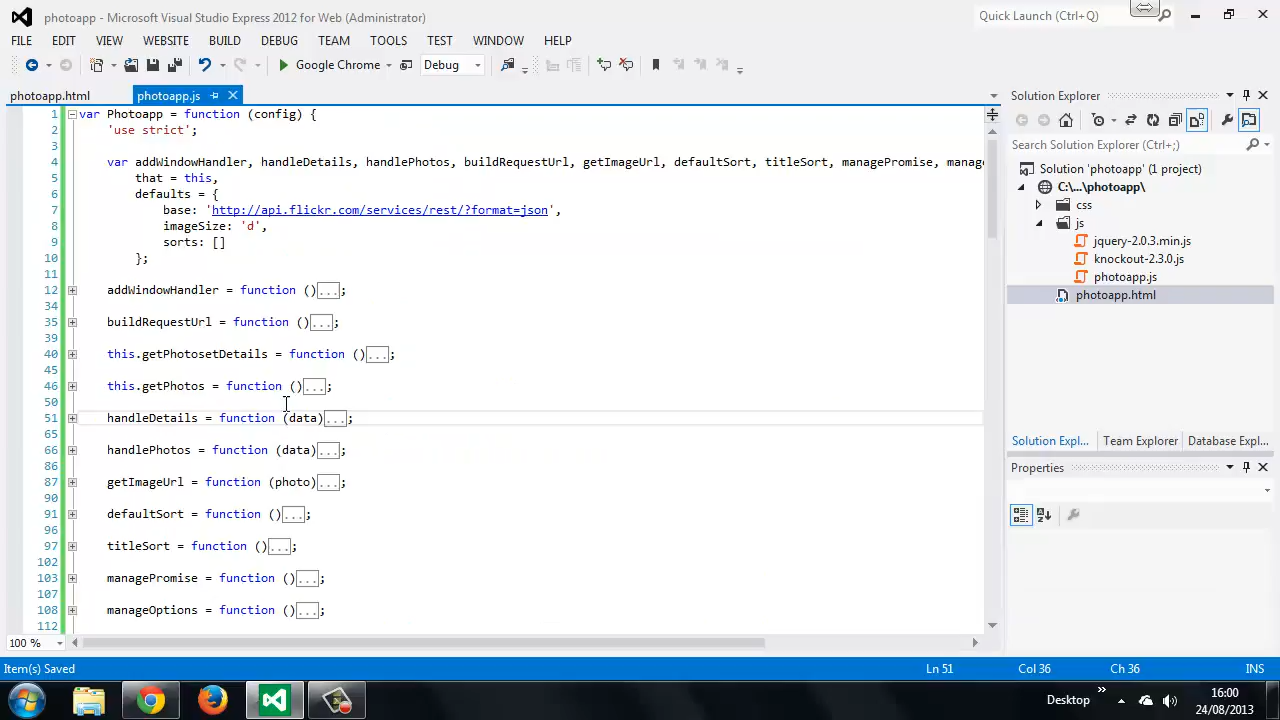 photoapp - Microsoft Visual Studio Express 2012 for Web (Administrator)
Quick Launch (Ctrl+Q)
FILE EDIT VIEW WEBSITE BUILD DEBUG TEAM TOOLS TEST WINDOW HELP
Google Chrome Debug
photoapp.html photoapp.js
1 var Photoapp = function (config) {
2 'use strict';
3
4 var addWindowHandler, handleDetails, handlePhotos, buildRequestUrl, getImageUrl, defaultSort, titleSort, managePromise, manag
5 that = this,
6 defaults = {
7 base: 'http://api.flickr.com/services/rest/?format=json',
8 imageSize: 'd',
9 sorts: []
10 };
11
12 addWindowHandler = function ()...;
34
35 buildRequestUrl = function ()...;
39
40 this.getPhotosetDetails = function ()...;
45
46 this.getPhotos = function ()...;
50
51 handleDetails = function (data)...;
65
66 handlePhotos = function (data)...;
86
87 getImageUrl = function (photo)...;
90
91 defaultSort = function ()...;
96
97 titleSort = function ()...;
102
103 managePromise = function ()...;
107
108 manageOptions = function ()...;
112
100 %
Solution Explorer
Search Solution Explorer (Ctrl+;)
Solution 'photoapp' (1 project)
C:\...\photoapp\
css
js
jquery-2.0.3.min.js
knockout-2.3.0.js
photoapp.js
photoapp.html
Solution Expl... Team Explorer Database Expl...
Properties
Item(s) Saved Ln 51 Col 36 Ch 36 INS
Desktop
16:00
24/08/2013